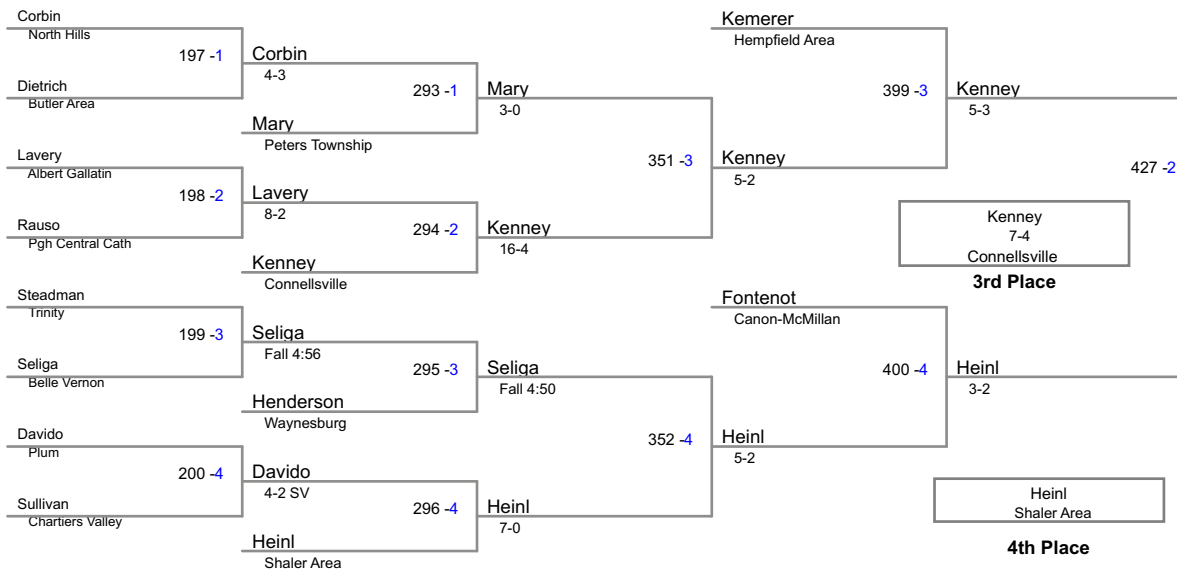 Corbin
North Hills
197 -1
Dietrich
Butler Area
Lavery
Albert Gallatin
198 -2
Rauso
Pgh Central Cath
Steadman
Trinity
199 -3
Seliga
Belle Vernon
Davido
Plum
200 -4
Sullivan
Chartiers Valley
Corbin
4-3
293 -1
Mary
Peters Township
Lavery
8-2
294 -2
Kenney
Connellsville
Seliga
Fall 4:56
295 -3
Henderson
Waynesburg
Davido
4-2 SV
296 -4
Heinl
Shaler Area
Mary
3-0
351 -3
Kenney
16-4
Seliga
Fall 4:50
352 -4
Heinl
7-0
Kemerer
Hempfield Area
399 -3
Kenney
5-2
Fontenot
Canon-McMillan
400 -4
Heinl
5-2
Kenney
5-3
427 -2
Heinl
3-2
Kenney
7-4
Connellsville
3rd Place
Heinl
Shaler Area
4th Place